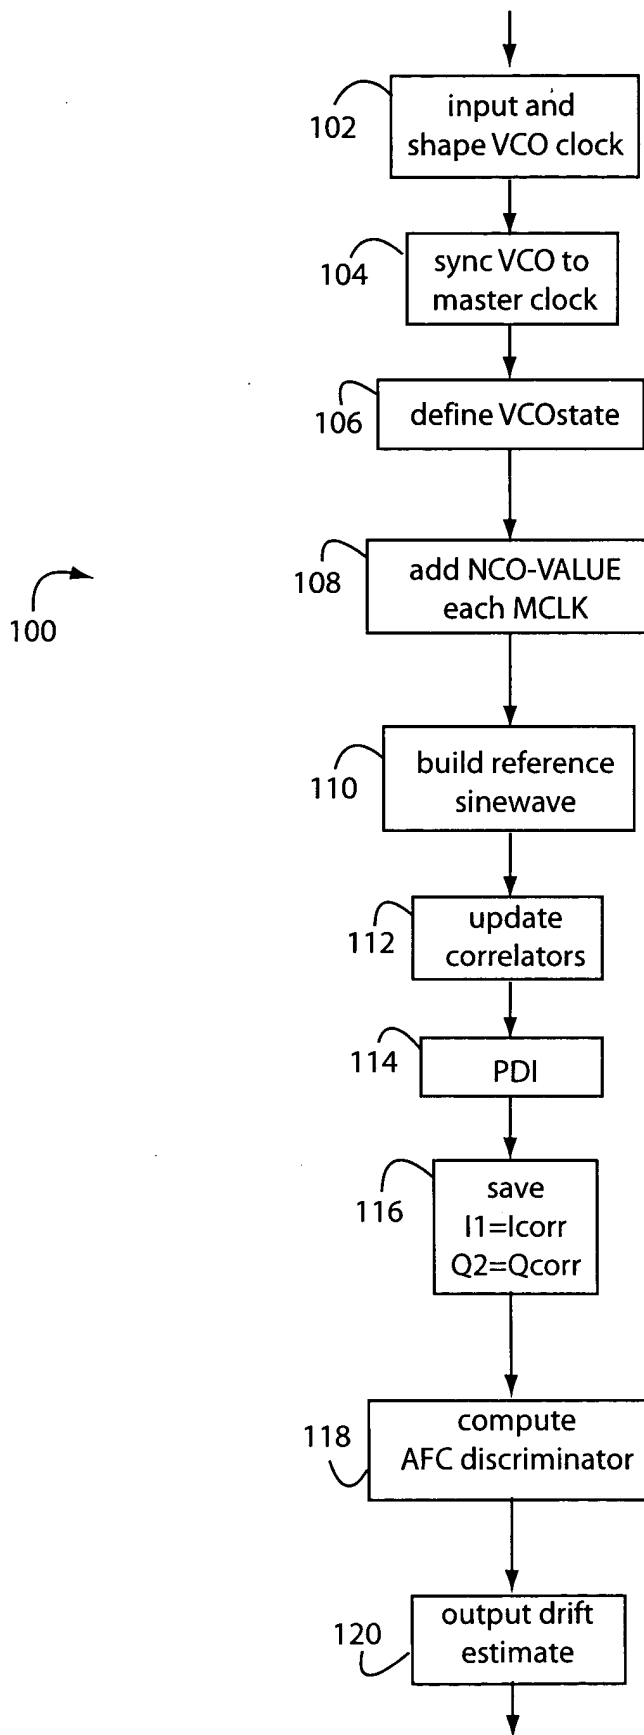 102
input and
shape VCO clock
104
sync VCO to
master clock
106
define VCOstate
100
108
add NCO-VALUE
each MCLK
110
build reference
sinewave
112
update
correlators
114
PDI
116
save
I1=Icorr
Q2=Qcorr
118
compute
AFC discriminator
120
output drift
estimate